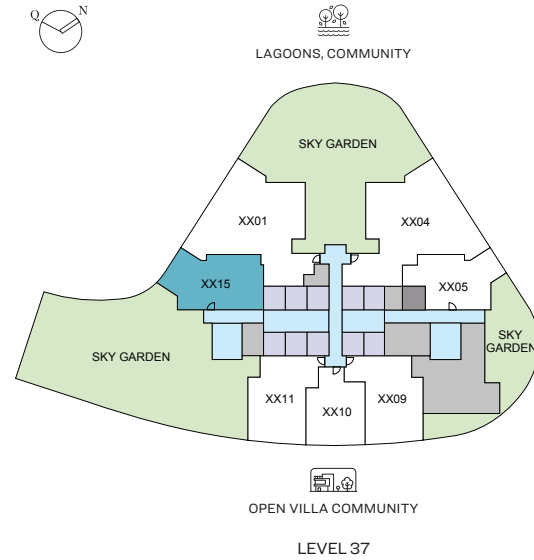 Q N
LAGOONS, COMMUNITY
SKY GARDEN
XX01
XX04
XX15
XX05
SKY GARDEN
SKY
GARDEN
XX11
XX10
XX09
OPEN VILLA COMMUNITY
LEVEL 37